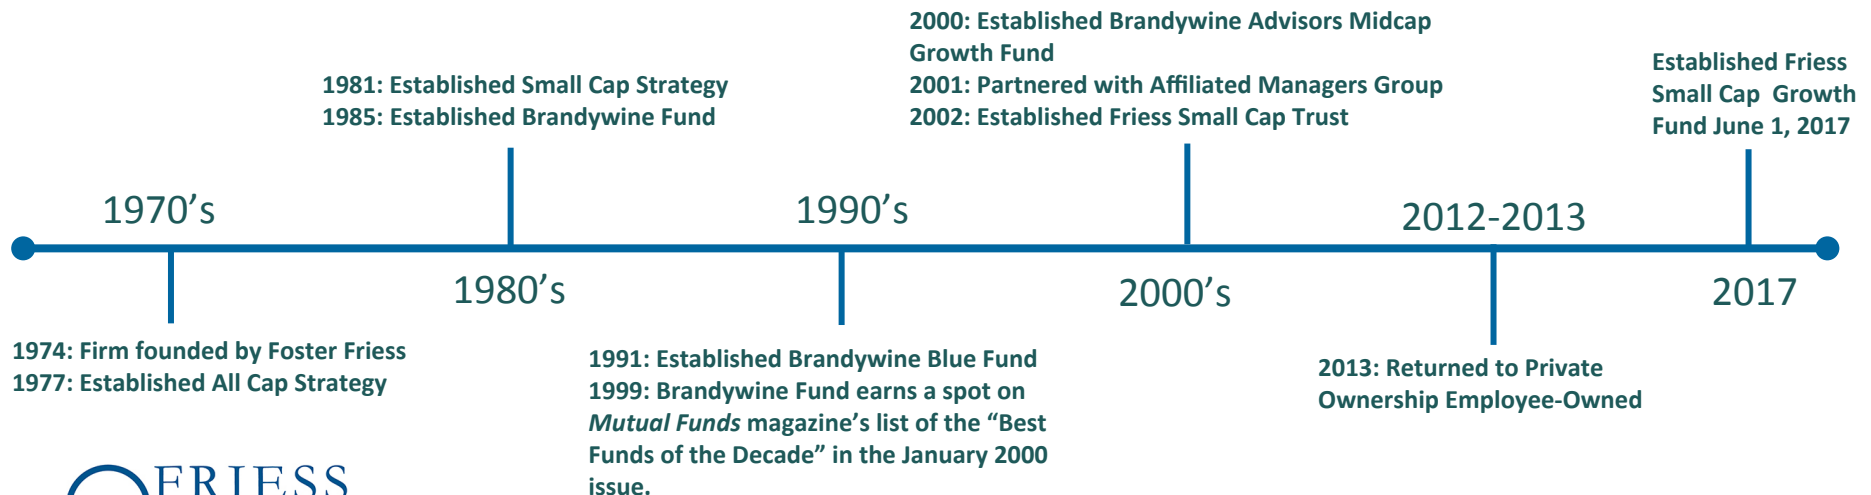 2000: Established Brandywine Advisors Midcap
Growth Fund
2001: Partnered with Affiliated Managers Group
2002: Established Friess Small Cap Trust
Established Friess
Small Cap  Growth
Fund June 1, 2017
1981: Established Small Cap Strategy
1985: Established Brandywine Fund
1970’s
1990’s
2012-2013
1980’s
2000’s
2017
1974: Firm founded by Foster Friess
1977: Established All Cap Strategy
1991: Established Brandywine Blue Fund
1999: Brandywine Fund earns a spot on
Mutual Funds magazine’s list of the “Best
Funds of the Decade” in the January 2000
issue.
2013: Returned to Private
Ownership Employee-Owned
FRIESS